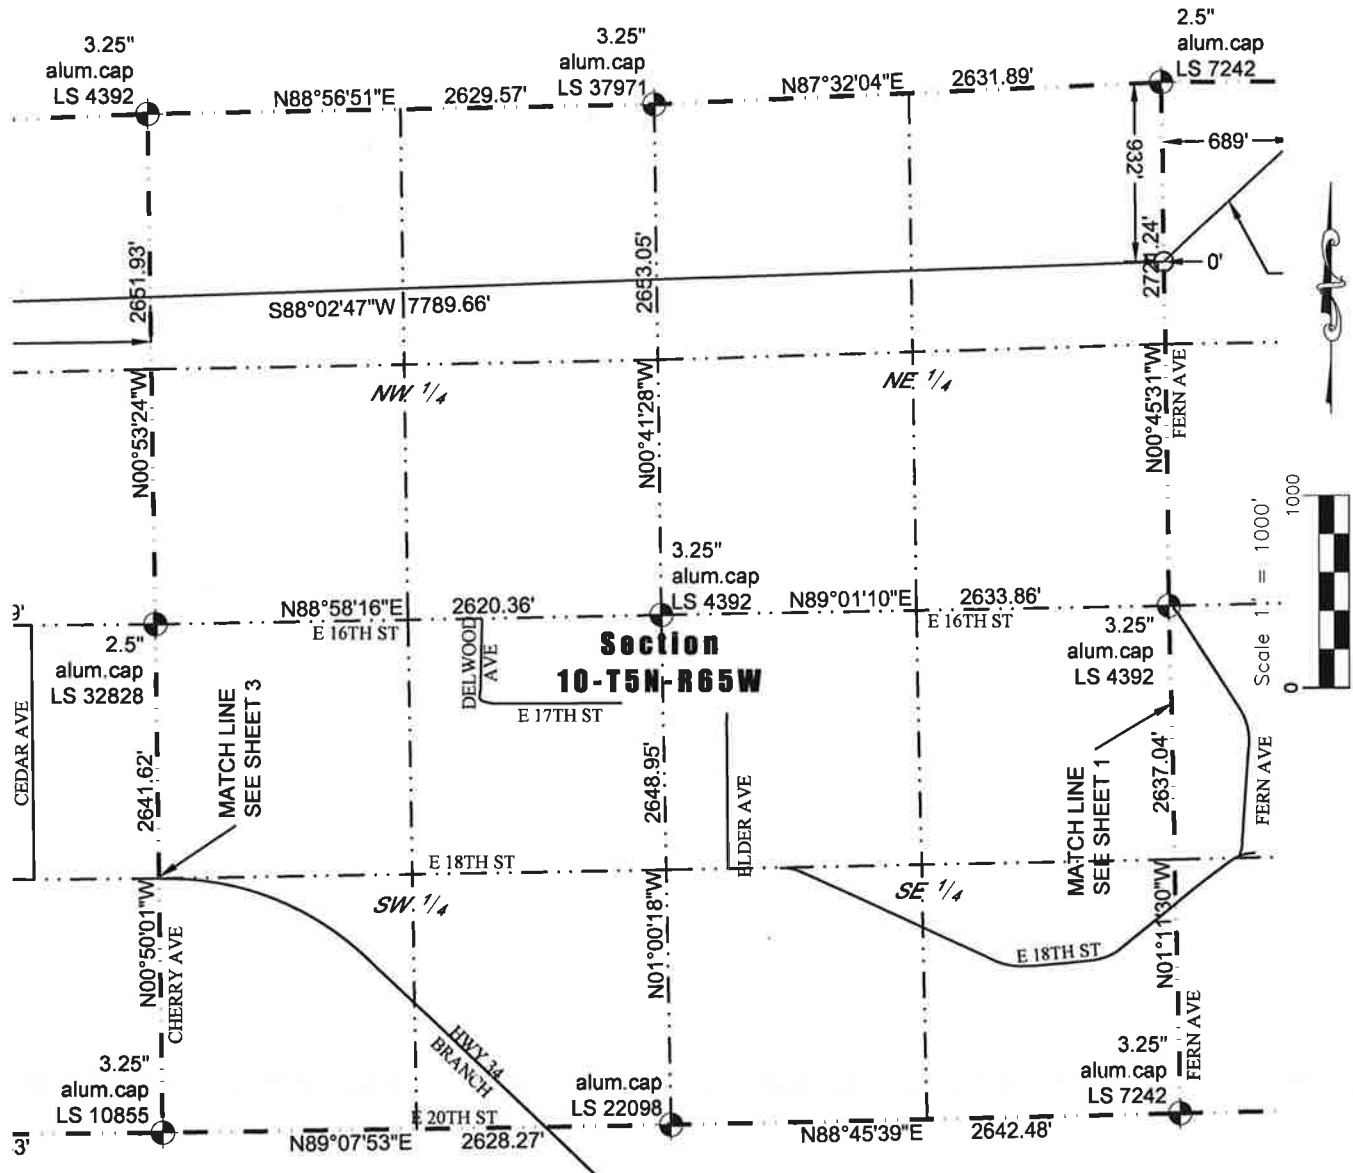 3.25"
alum.cap
LS 4392
N88°56'51"E
2629.57'
3.25"
alum.cap
LS 37971
N87°32'04"E
2631.89'
2.5"
alum.cap
LS 7242
689'
932'
2651.93'
2653.05'
0'
S88°02'47"W
7789.66'
NW 1/4
NE 1/4
N00°53'24"W
N00°41'28"W
N00°45'31"W
FERN AVE
1000
Scale 1" = 1000'
0
3.25"
alum.cap
LS 4392
9'
N88°58'16"E
2620.36'
N89°01'10"E
2633.86'
E 16TH ST
E 16TH ST
2.5"
alum.cap
LS 32828
DELWOOD
AVE
Section
10-T5N-R65W
3.25"
alum.cap
LS 4392
E 17TH ST
CEDAR AVE
MATCH LINE
SEE SHEET 3
2641.62'
2648.95'
ELDER AVE
MATCH LINE
SEE SHEET 1
2637.04'
FERN AVE
E 18TH ST
SW 1/4
SE 1/4
N00°50'01"W
CHERRY AVE
N01°00'18"W
E 18TH ST
N01°11'30"W
FERN AVE
HWY 34
BRANCH
3.25"
alum.cap
LS 10855
alum.cap
LS 22098
3.25"
alum.cap
LS 7242
E 20TH ST
3'
N89°07'53"E
2628.27'
N88°45'39"E
2642.48'